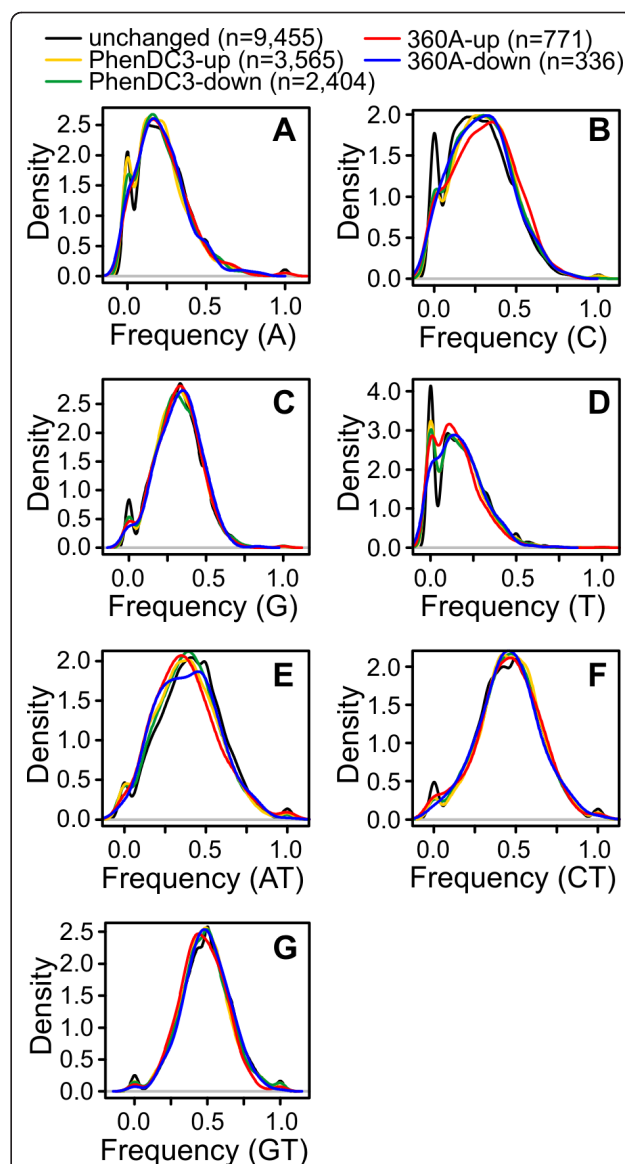 unchanged (n=9,455)
PhenDC3-up (n=3,565)
PhenDC3-down (n=2,404)
360A-up (n=771)
360A-down (n=336)
A
Density
2.5
2.0
1.5
1.0
0.5
0.0
0.0 0.5 1.0
Frequency (A)
B
Density
2.0
1.5
1.0
0.5
0.0
0.0 0.5 1.0
Frequency (C)
C
Density
2.5
2.0
1.5
1.0
0.5
0.0
0.0 0.5 1.0
Frequency (G)
D
Density
4.0
3.0
2.0
1.0
0.0
0.0 0.5 1.0
Frequency (T)
E
Density
2.0
1.5
1.0
0.5
0.0
0.0 0.5 1.0
Frequency (AT)
F
Density
2.0
1.5
1.0
0.5
0.0
0.0 0.5 1.0
Frequency (CT)
G
Density
2.5
2.0
1.5
1.0
0.5
0.0
0.0 0.5 1.0
Frequency (GT)